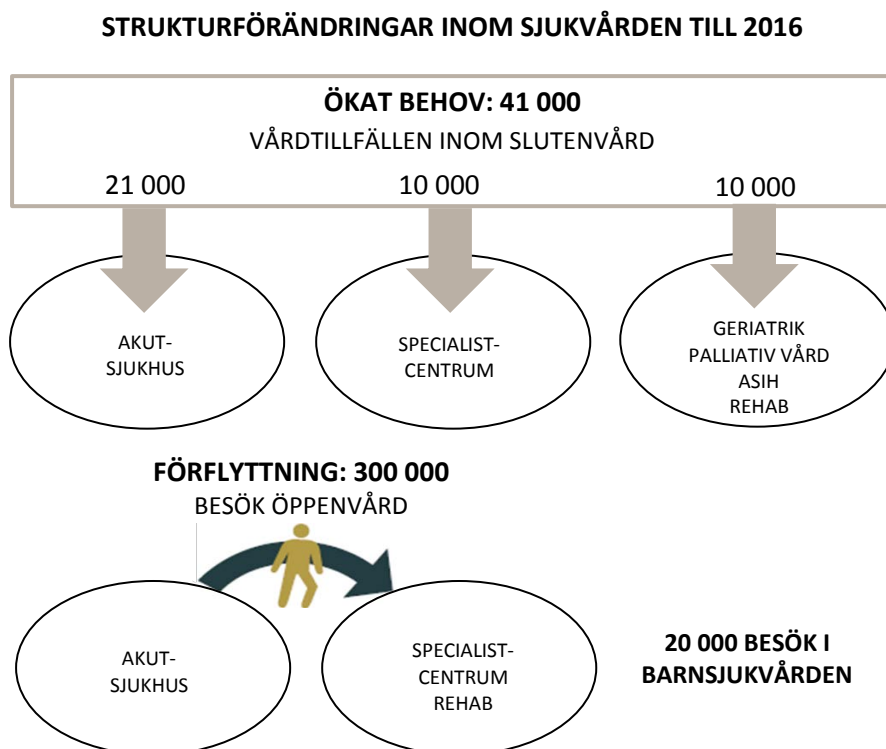 STRUKTURFÖRÄNDRINGAR INOM SJUKVÅRDEN TILL 2016
ÖKAT BEHOV: 41 000
VÅRDTILLFÄLLEN INOM SLUTENVÅRD
21 000
10 000
10 000
AKUT-
SJUKHUS
SPECIALIST-
CENTRUM
GERIATRIK
PALLIATIV VÅRD
ASIH
REHAB
FÖRFLYTTNING: 300 000
BESÖK ÖPPENVÅRD
AKUT-
SJUKHUS
SPECIALIST-
CENTRUM
REHAB
20 000 BESÖK I
BARNSJUKVÅRDEN